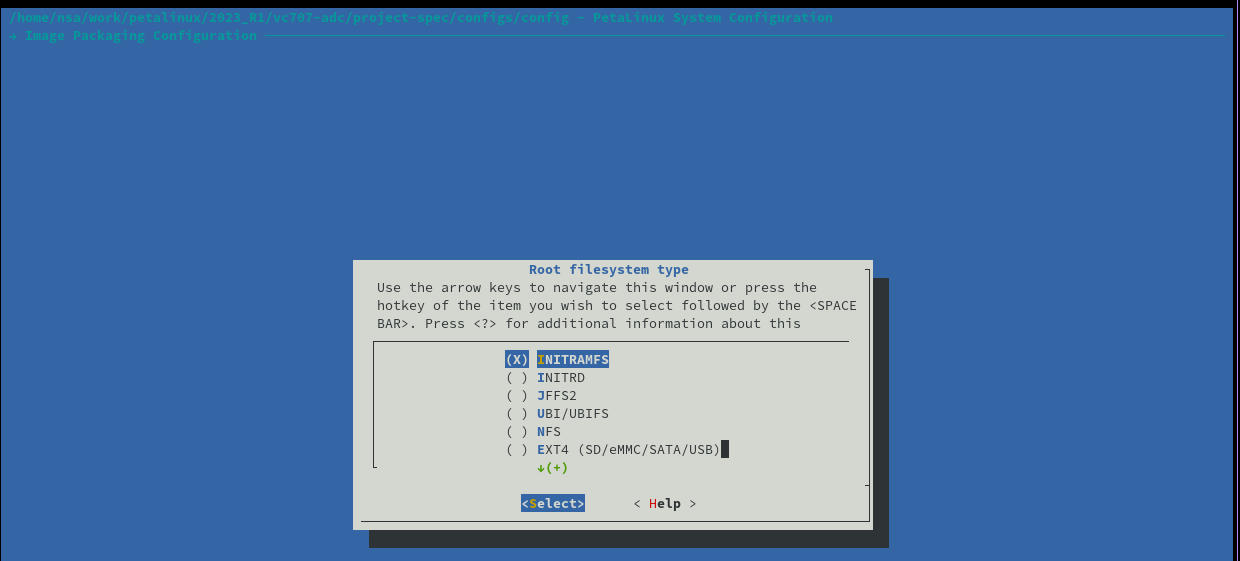 /home/nsa/work/petalinux/2023_R1/vc707-adc/project-spec/configs/config - PetaLinux System Configuration
→ Image Packaging Configuration
Root filesystem type
Use the arrow keys to navigate this window or press the
hotkey of the item you wish to select followed by the <SPACE
BAR>. Press <?> for additional information about this
(X) INITRAMFS
( ) INITRD
( ) JFFS2
( ) UBI/UBIFS
( ) NFS
( ) EXT4 (SD/eMMC/SATA/USB)
↓(+)
<Select> < Help >